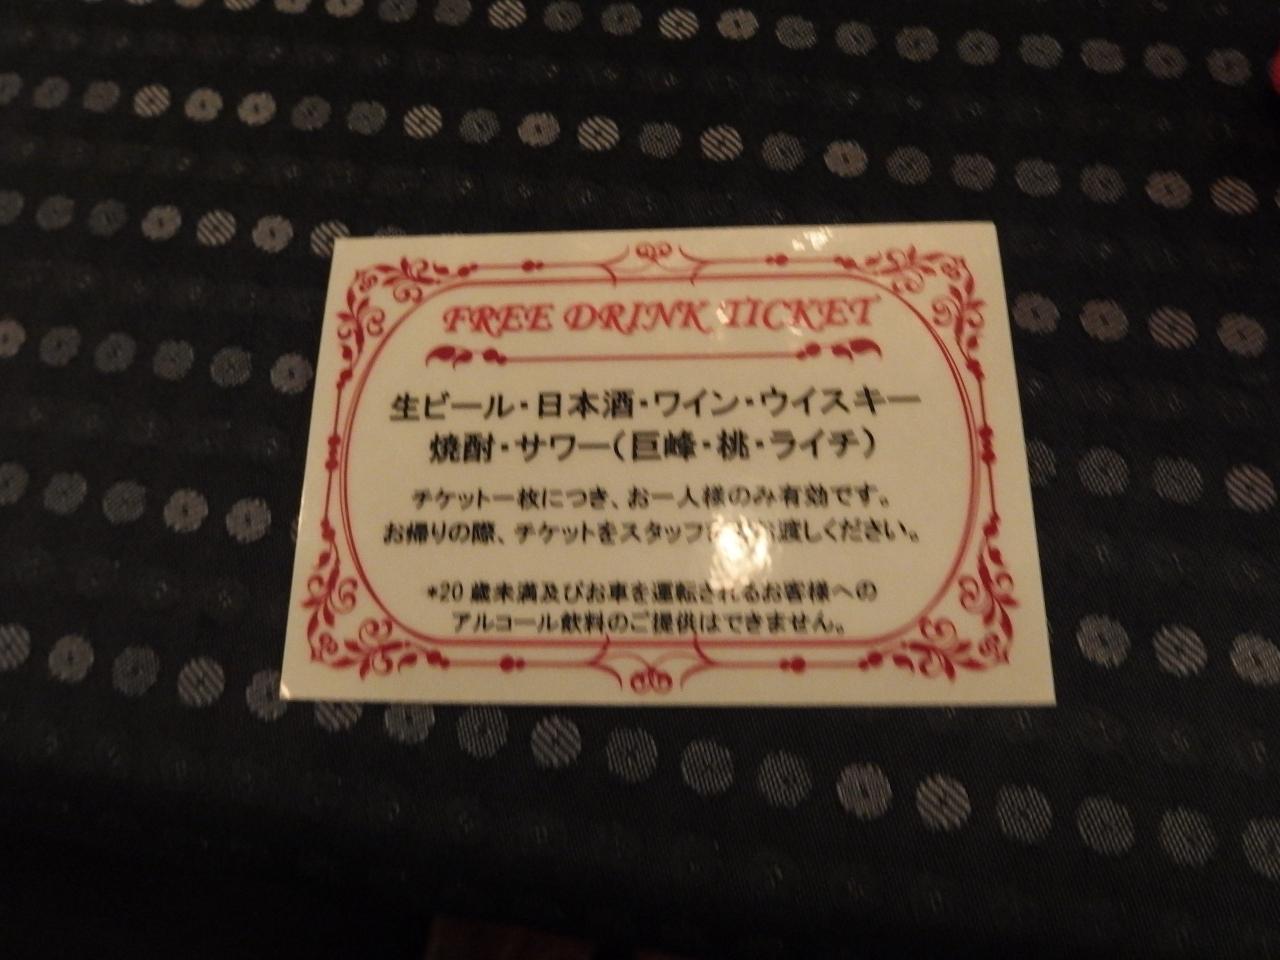 FREE DRINK TICKET
生ビール・日本酒・ワイン・ウイスキー
焼酎・サワー（巨峰・桃・ライチ）
チケット一枚につき、お一人様のみ有効です。
お帰りの際、チケットをスタッフ お渡しください。
*20歳未満及びお車を運転されるお客様への
アルコール飲料のご提供はできません。